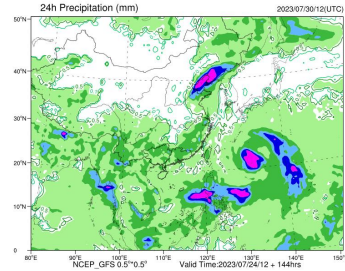 24h Precipitation (mm) 2023/07/30/12(UTC)
50°N
40°N
30°N
20°N
10°N
0
80°E 90°E 100°E 110°E 120°E 130°E 140°E 150°E
NCEP_GFS 0.5°*0.5° Valid Time:2023/07/24/12 + 144hrs